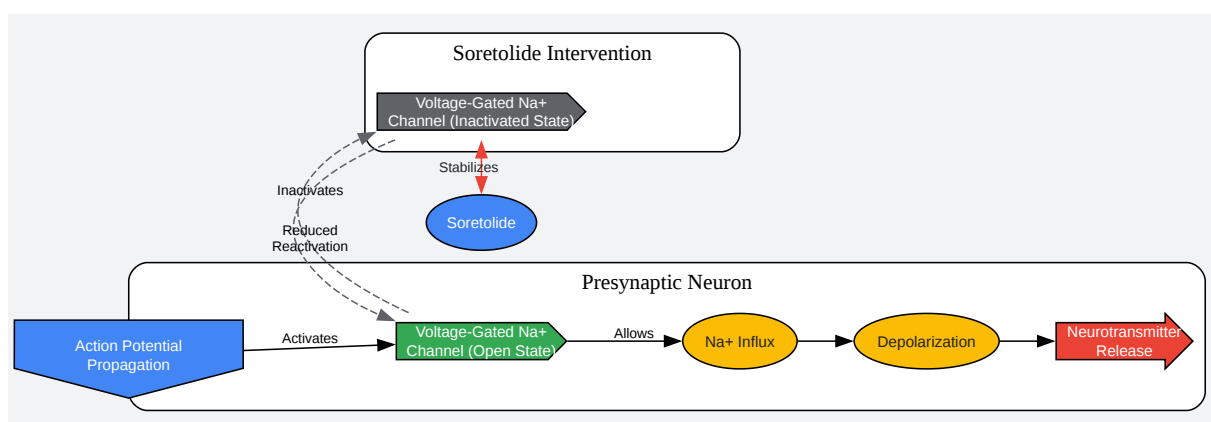 Soretolide Intervention
Voltage-Gated Na+
Channel (Inactivated State)
Stabilizes
Inactivates
Soretolide
Reduced
Reactivation
Presynaptic Neuron
Action Potential
Propagation
Activates
Voltage-Gated Na+
Channel (Open State)
Allows
Na+ Influx
Depolarization
Neurotransmitter
Release